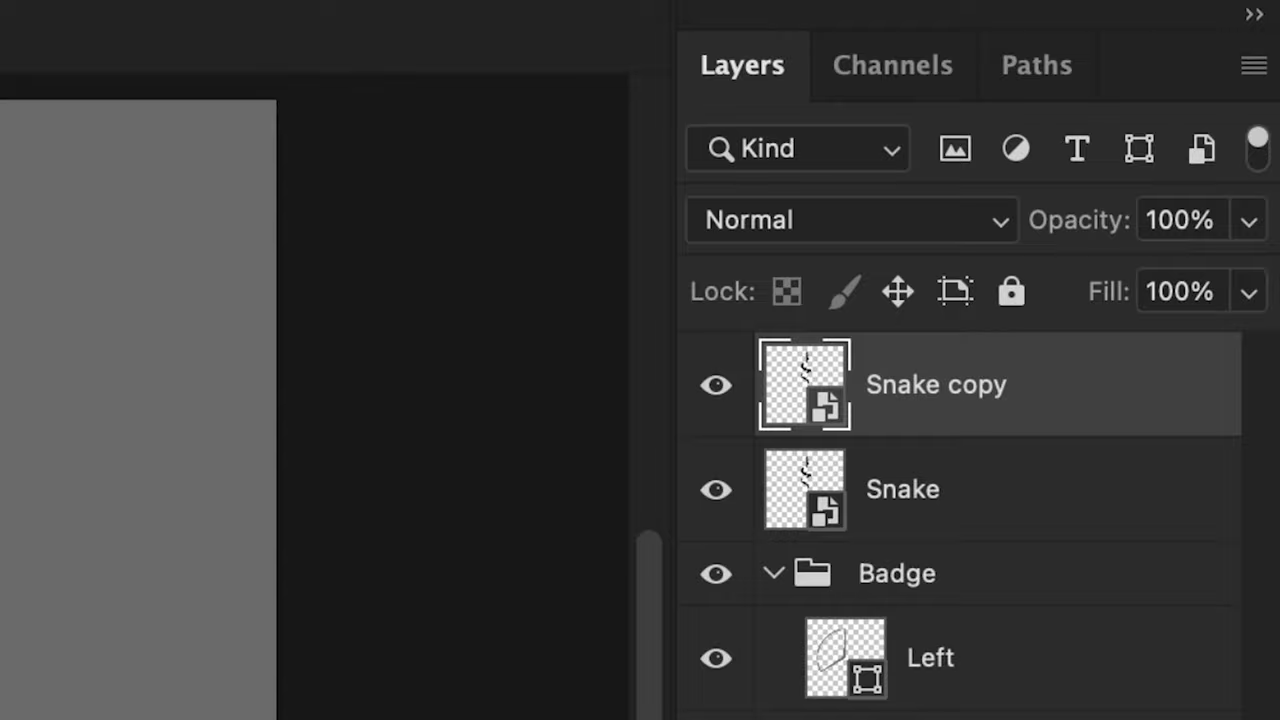 Layers Channels Paths
Kind
Normal Opacity: 100%
Lock: Fill: 100%
Snake copy
Snake
Badge
Left